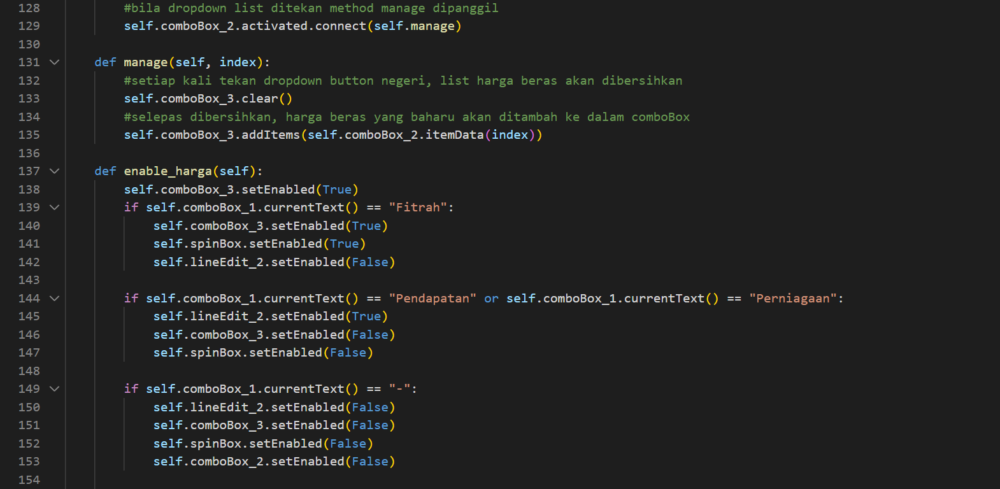 128 #bila dropdown list ditekan method manage dipanggil
129 self.comboBox_2.activated.connect(self.manage)
130
131 def manage(self, index):
132 #setiap kali tekan dropdown button negeri, list harga beras akan dibersihkan
133 self.comboBox_3.clear()
134 #selepas dibersihkan, harga beras yang baharu akan ditambah ke dalam comboBox
135 self.comboBox_3.addItems(self.comboBox_2.itemData(index))
136
137 def enable_harga(self):
138 self.comboBox_3.setEnabled(True)
139 if self.comboBox_1.currentText() == "Fitrah":
140 self.comboBox_3.setEnabled(True)
141 self.spinBox.setEnabled(True)
142 self.lineEdit_2.setEnabled(False)
143
144 if self.comboBox_1.currentText() == "Pendapatan" or self.comboBox_1.currentText() == "Perniagaan":
145 self.lineEdit_2.setEnabled(True)
146 self.comboBox_3.setEnabled(False)
147 self.spinBox.setEnabled(False)
148
149 if self.comboBox_1.currentText() == "-":
150 self.lineEdit_2.setEnabled(False)
151 self.comboBox_3.setEnabled(False)
152 self.spinBox.setEnabled(False)
153 self.comboBox_2.setEnabled(False)
154